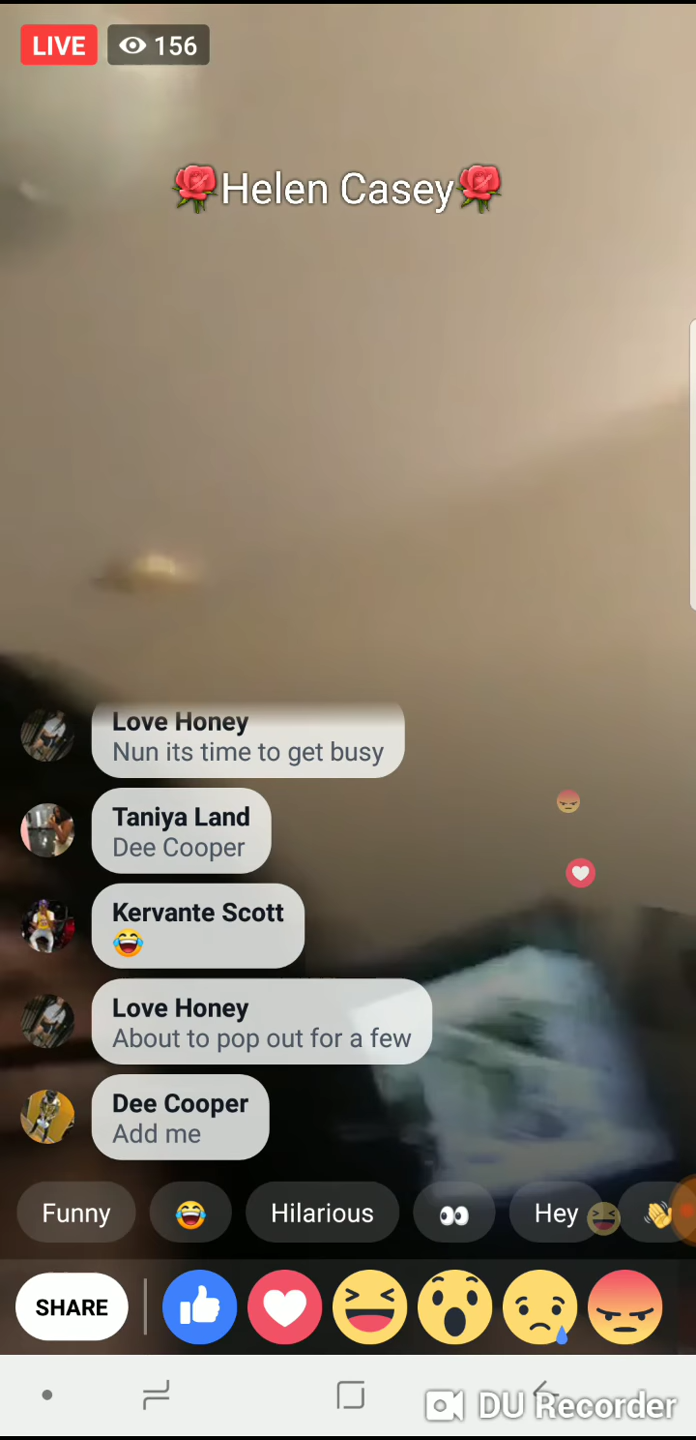 LIVE 156
🌹Helen Casey🌹
Love Honey
Nun its time to get busy
Taniya Land
Dee Cooper
Kervante Scott
😂
Love Honey
About to pop out for a few
Dee Cooper
Add me
Funny 😂 Hilarious 👀 Hey 👋
SHARE
DU Recorder